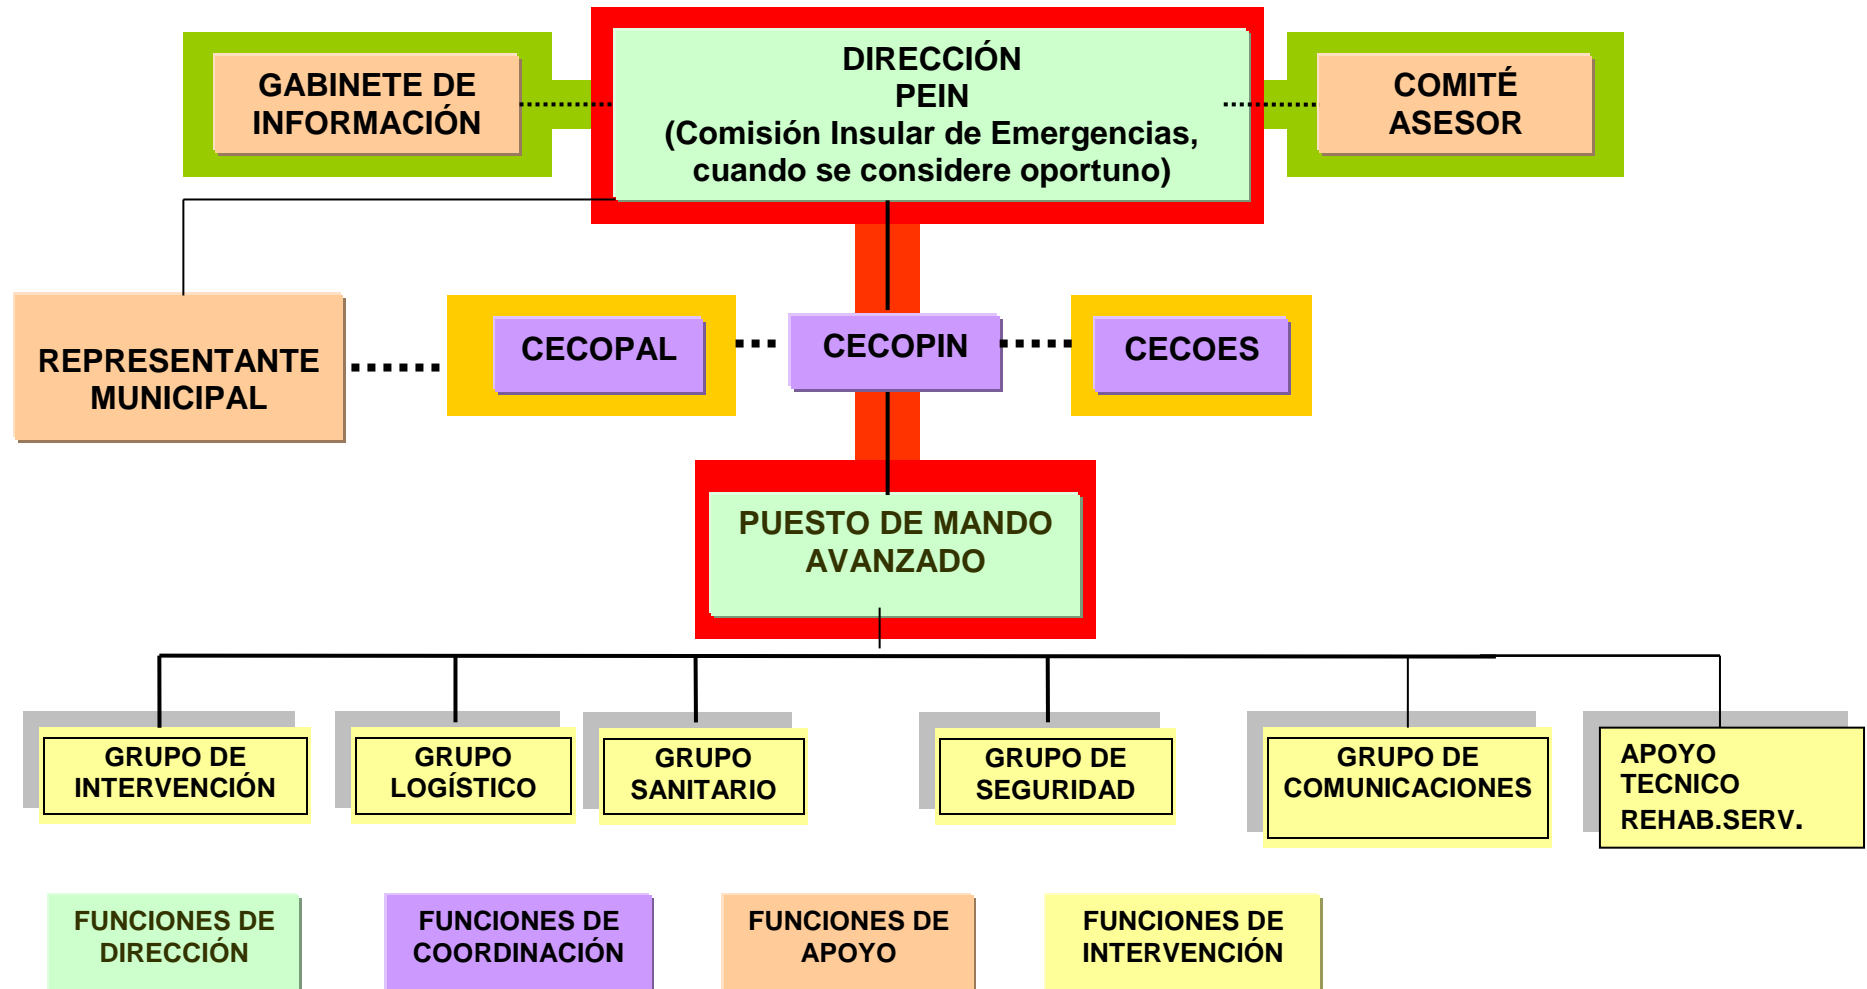 GABINETE DE
INFORMACIÓN
DIRECCIÓN
PEIN
(Comisión Insular de Emergencias,
cuando se considere oportuno)
COMITÉ
ASESOR
REPRESENTANTE
MUNICIPAL
CECOPAL
CECOPIN
CECOES
PUESTO DE MANDO
AVANZADO
GRUPO DE
INTERVENCIÓN
GRUPO
LOGÍSTICO
GRUPO
SANITARIO
GRUPO DE
SEGURIDAD
GRUPO DE
COMUNICACIONES
APOYO
TECNICO
REHAB.SERV.
FUNCIONES DE
DIRECCIÓN
FUNCIONES DE
COORDINACIÓN
FUNCIONES DE
APOYO
FUNCIONES DE
INTERVENCIÓN